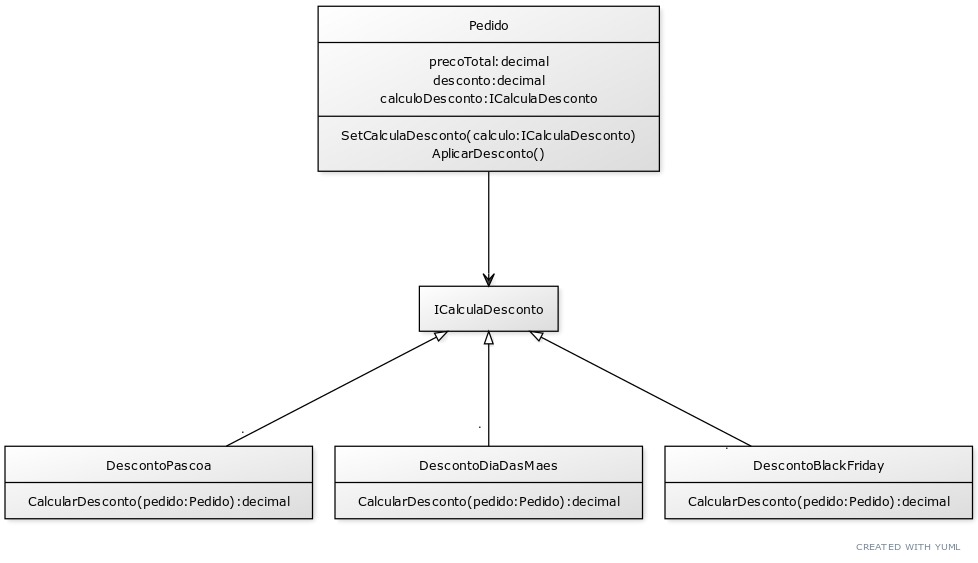 Pedido
precoTotal:decimal
desconto:decimal
calculoDesconto:ICalculaDesconto
SetCalculaDesconto(calculo:ICalculaDesconto)
AplicarDesconto()
ICalculaDesconto
DescontoPascoa
CalcularDesconto(pedido:Pedido):decimal
DescontoDiaDasMaes
CalcularDesconto(pedido:Pedido):decimal
DescontoBlackFriday
CalcularDesconto(pedido:Pedido):decimal
CREATED WITH YUML